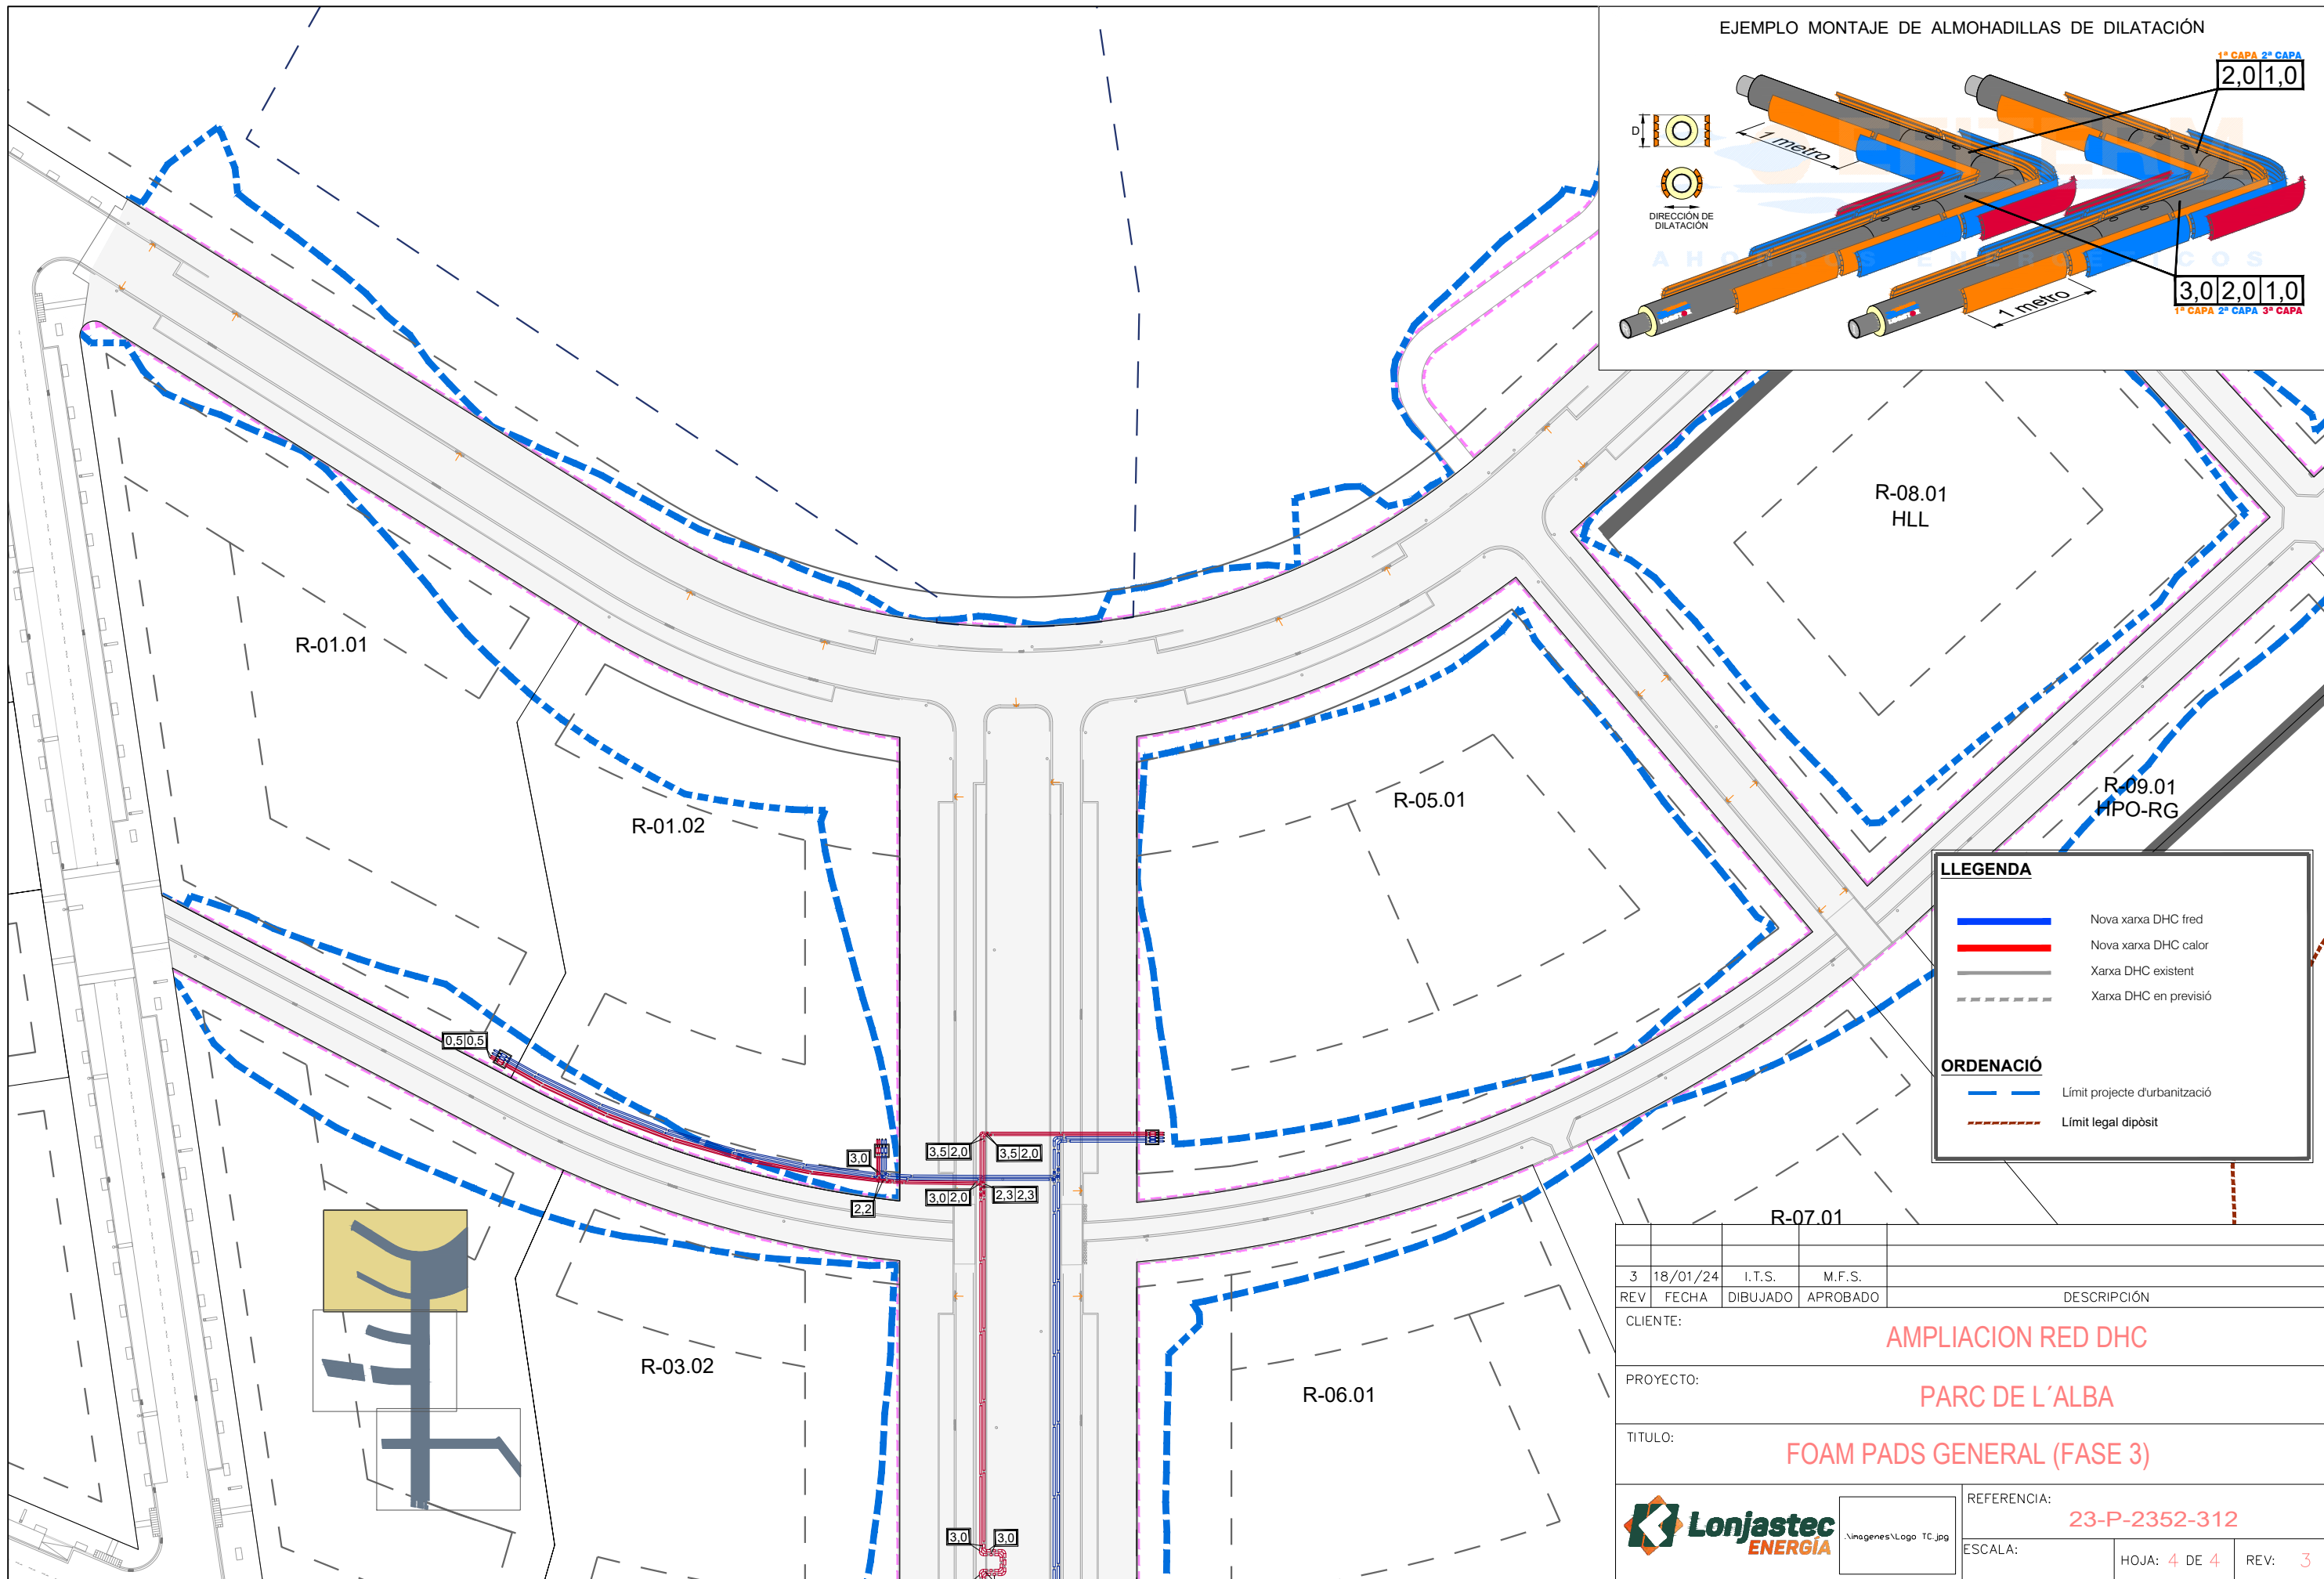 EJEMPLO MONTAJE DE ALMOHADILLAS DE DILATACIÓN
1ª CAPA 2ª CAPA
2,0 1,0
D
1 metro
DIRECCIÓN DE
DILATACIÓN
EFITERM
AHORROS ENERGÉTICOS
1 metro
3,0 2,0 1,0
1ª CAPA 2ª CAPA 3ª CAPA
R-08.01
HLL
R-01.01
R-01.02
R-05.01
R-09.01
HPO-RG
LLEGENDA
Nova xarxa DHC fred
Nova xarxa DHC calor
Xarxa DHC existent
Xarxa DHC en previsió
ORDENACIÓ
Límit projecte d'urbanització
Límit legal dipòsit
0,5 0,5
3,0
3,5 2,0
3,5 2,0
2,2
3,0 2,0
2,3 2,3
R-07.01
R-03.02
R-06.01
3,0
3,0
3 18/01/24 I.T.S. M.F.S.
REV FECHA DIBUJADO APROBADO DESCRIPCIÓN
CLIENTE:
AMPLIACION RED DHC
PROYECTO:
PARC DE L´ALBA
TITULO:
FOAM PADS GENERAL (FASE 3)
Lonjastec
ENERGÍA
.\imagenes\Logo TC.jpg
REFERENCIA:
23-P-2352-312
ESCALA:
HOJA: 4 DE 4
REV: 3